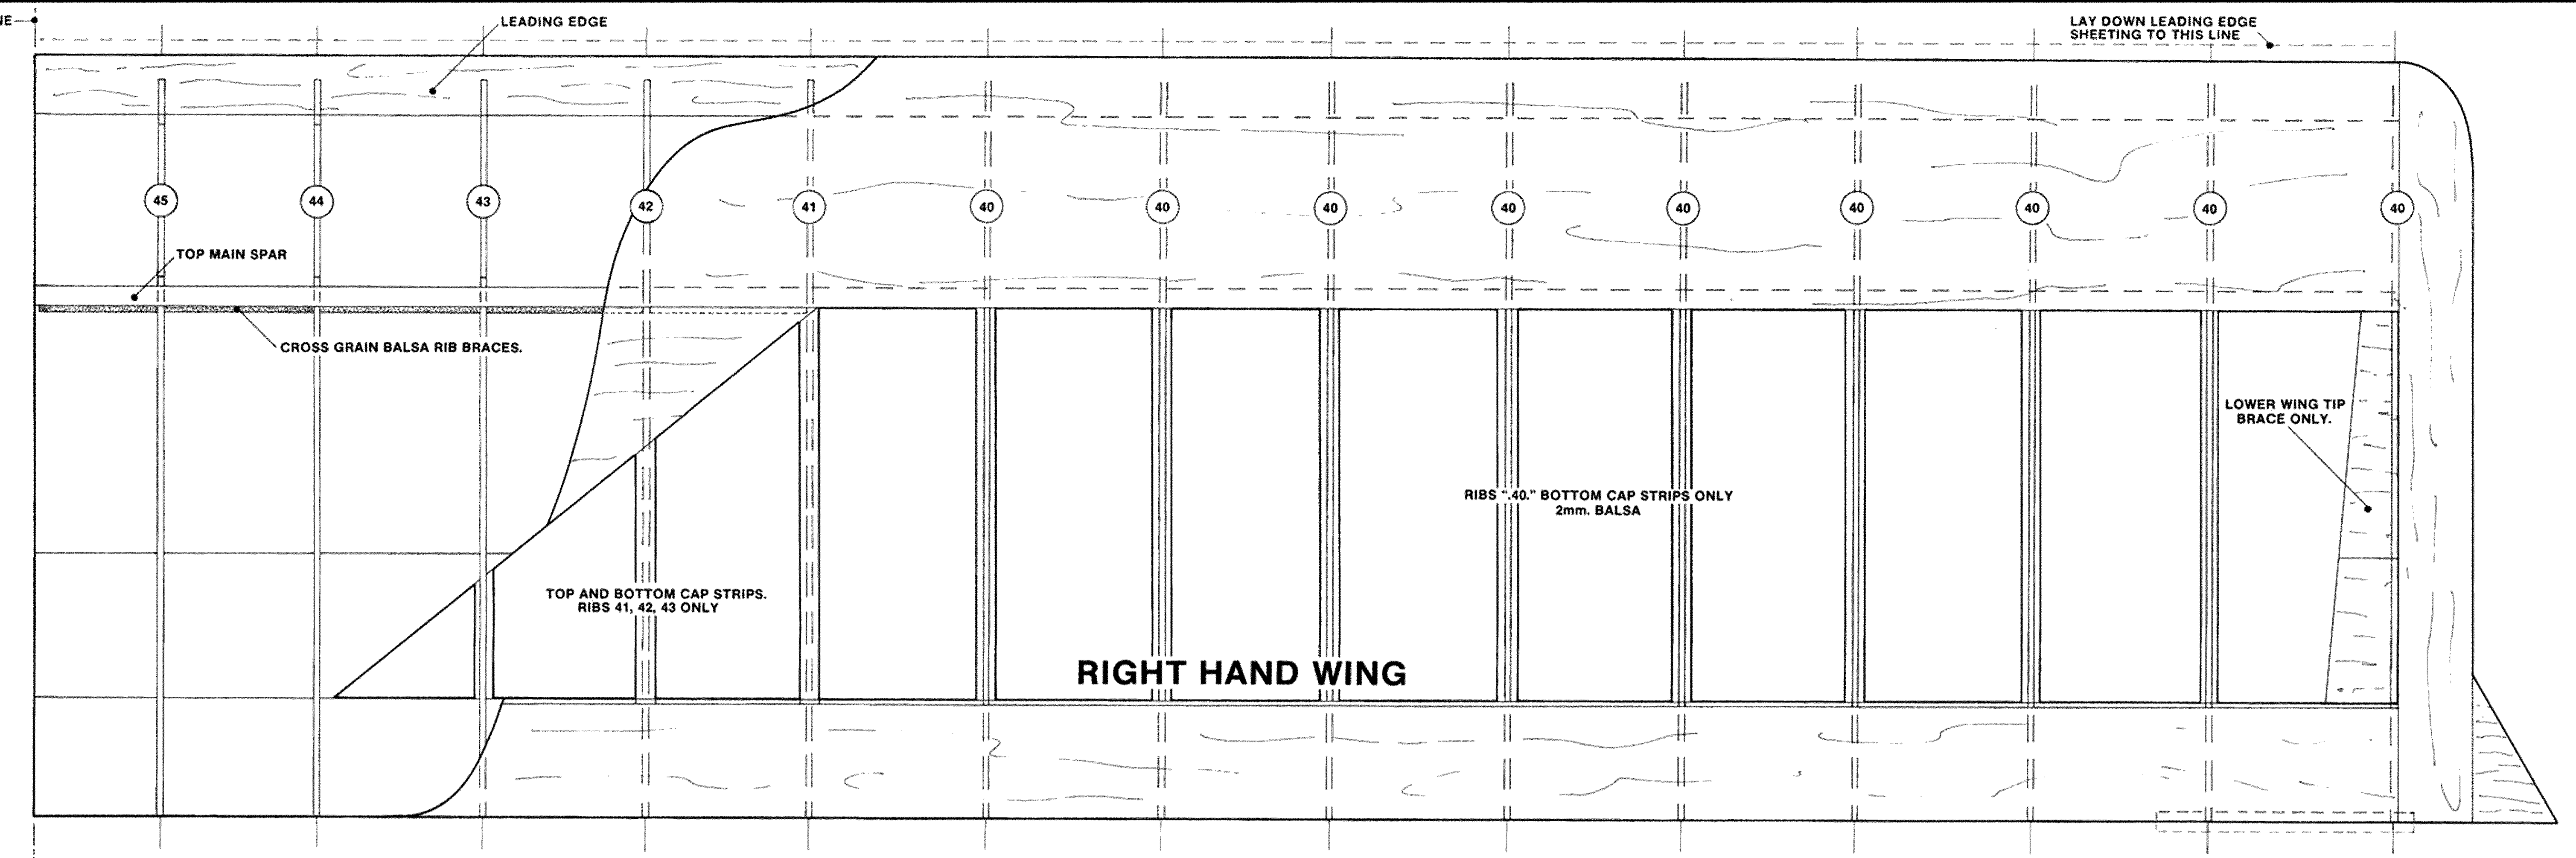 NE
LEADING EDGE
LAY DOWN LEADING EDGE
SHEETING TO THIS LINE
45
44
43
42
41
40
40
40
40
40
40
40
40
40
TOP MAIN SPAR
CROSS GRAIN BALSA RIB BRACES.
LOWER WING TIP
BRACE ONLY.
RIBS ".40." BOTTOM CAP STRIPS ONLY
2mm. BALSA
TOP AND BOTTOM CAP STRIPS.
RIBS 41, 42, 43 ONLY
RIGHT HAND WING